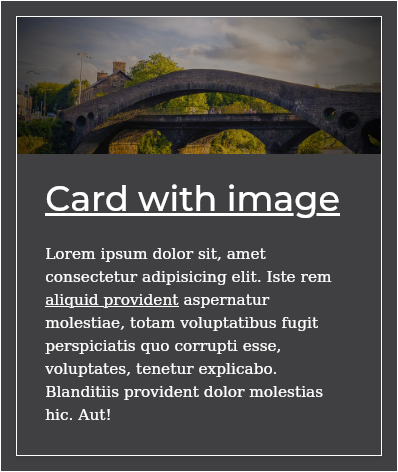 Card with image
Lorem ipsum dolor sit, amet
consectetur adipisicing elit. Iste rem
aliquid provident aspernatur
molestiae, totam voluptatibus fugit
perspiciatis quo corrupti esse,
voluptates, tenetur explicabo.
Blanditiis provident dolor molestias
hic. Aut!